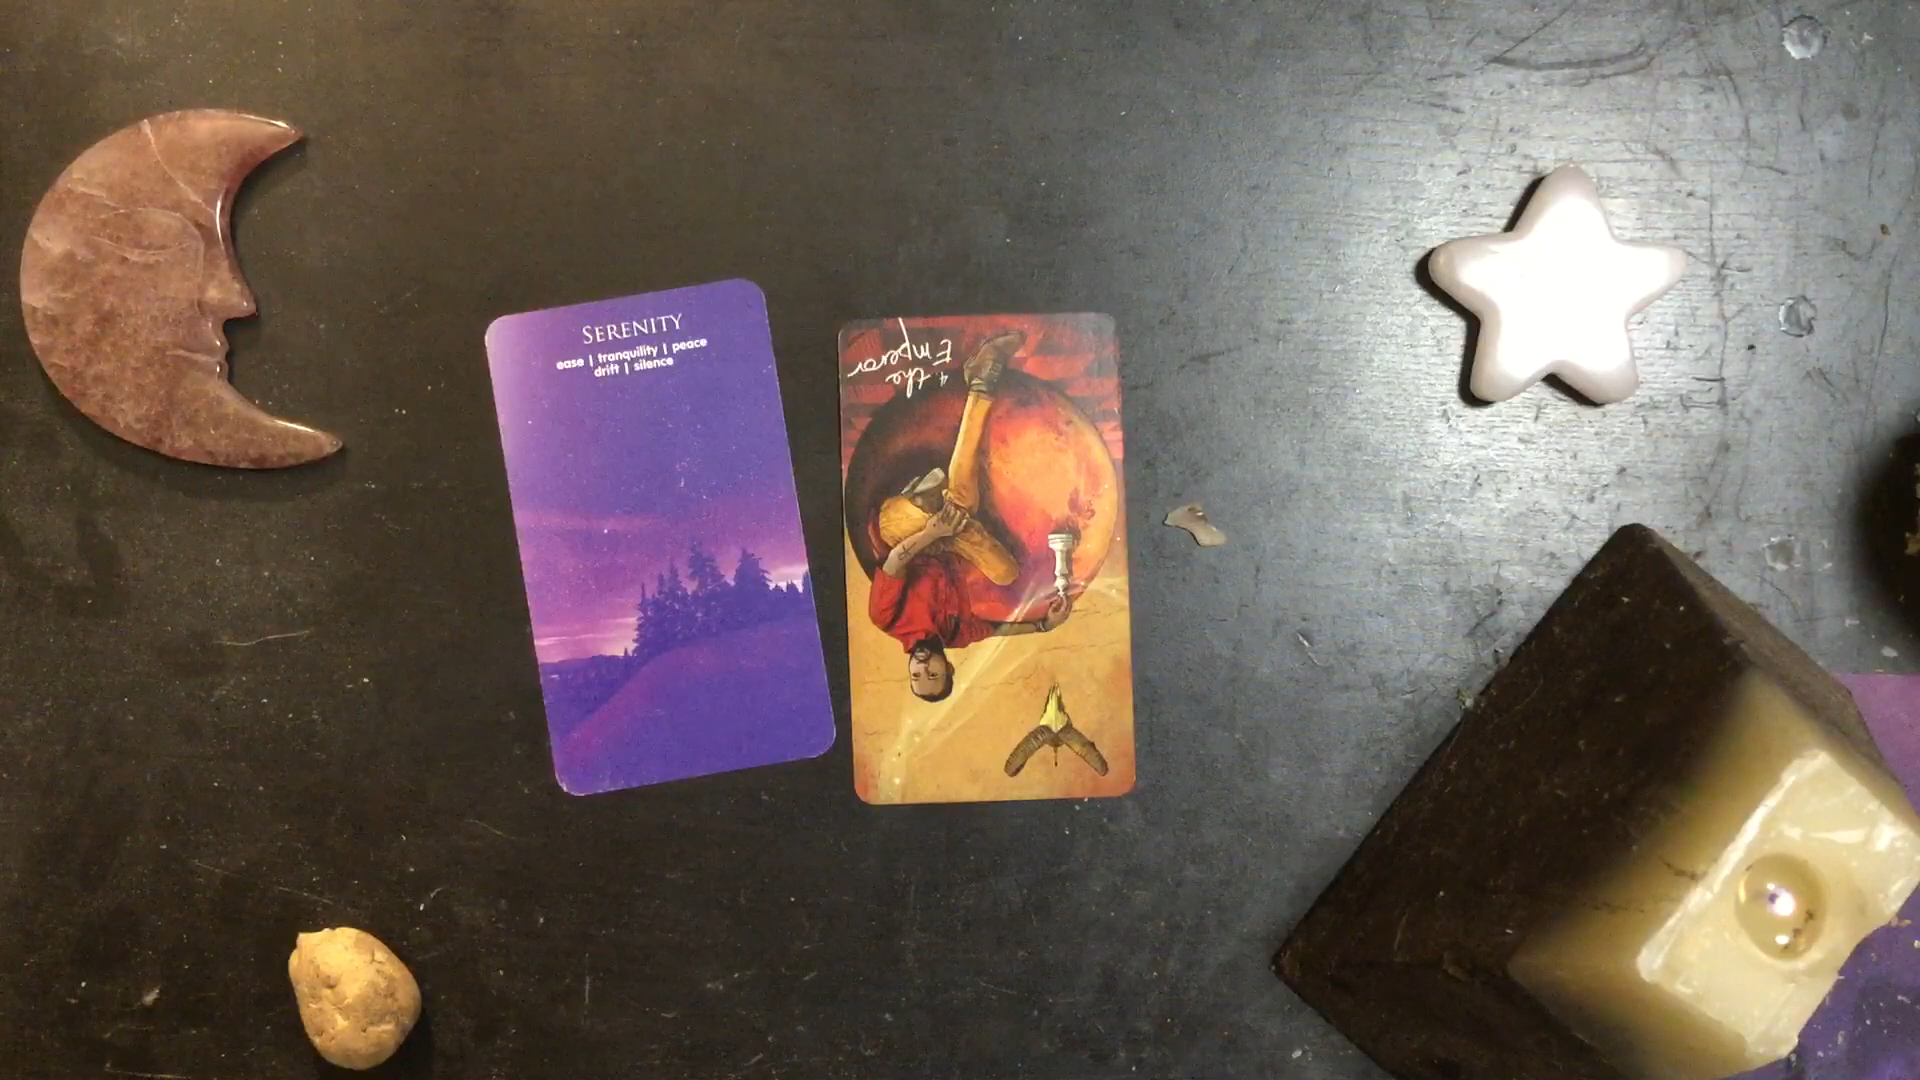 SERENITY
ease | tranquility | peace
drift | silence
4. the
Emperor